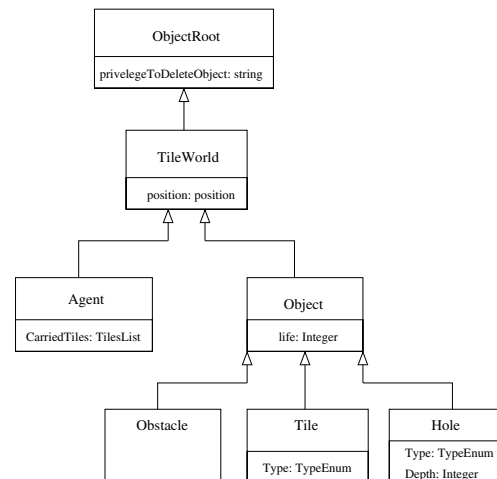 ObjectRoot
privelegeToDeleteObject: string
TileWorld
position: position
Agent
CarriedTiles: TilesList
Object
life: Integer
Obstacle
Tile
Type: TypeEnum
Hole
Type: TypeEnum
Depth: Integer